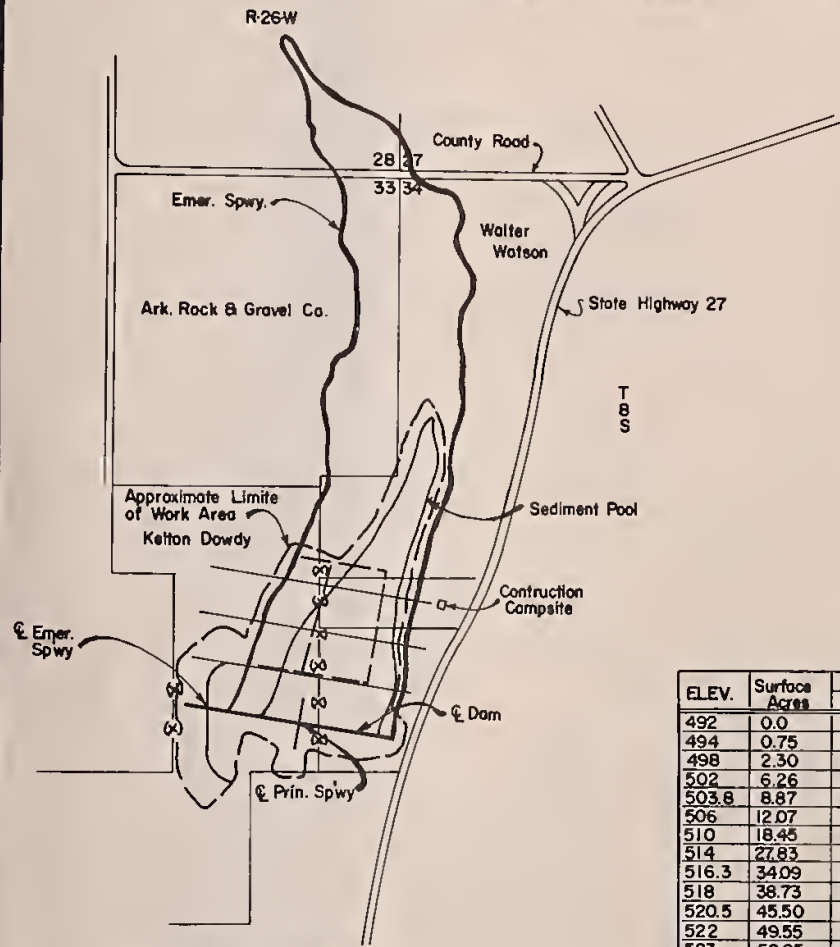 R-26-W
County Road
28 27
33 34
Emer. Spwy.
Walter
Watson
Ark. Rock & Gravel Co.
State Highway 27
T
8
S
Approximate Limite
of Work Area
Kelton Dowdy
Sediment Pool
Contruction
Campsite
℄ Emer.
Spwy
℄ Dam
℄ Prin. Sp'wy
ELEV. Surface
Acres
492 0.0
494 0.75
498 2.30
502 6.26
503.8 8.87
506 12.07
510 18.45
514 27.83
516.3 34.09
518 38.73
520.5 45.50
522 49.55